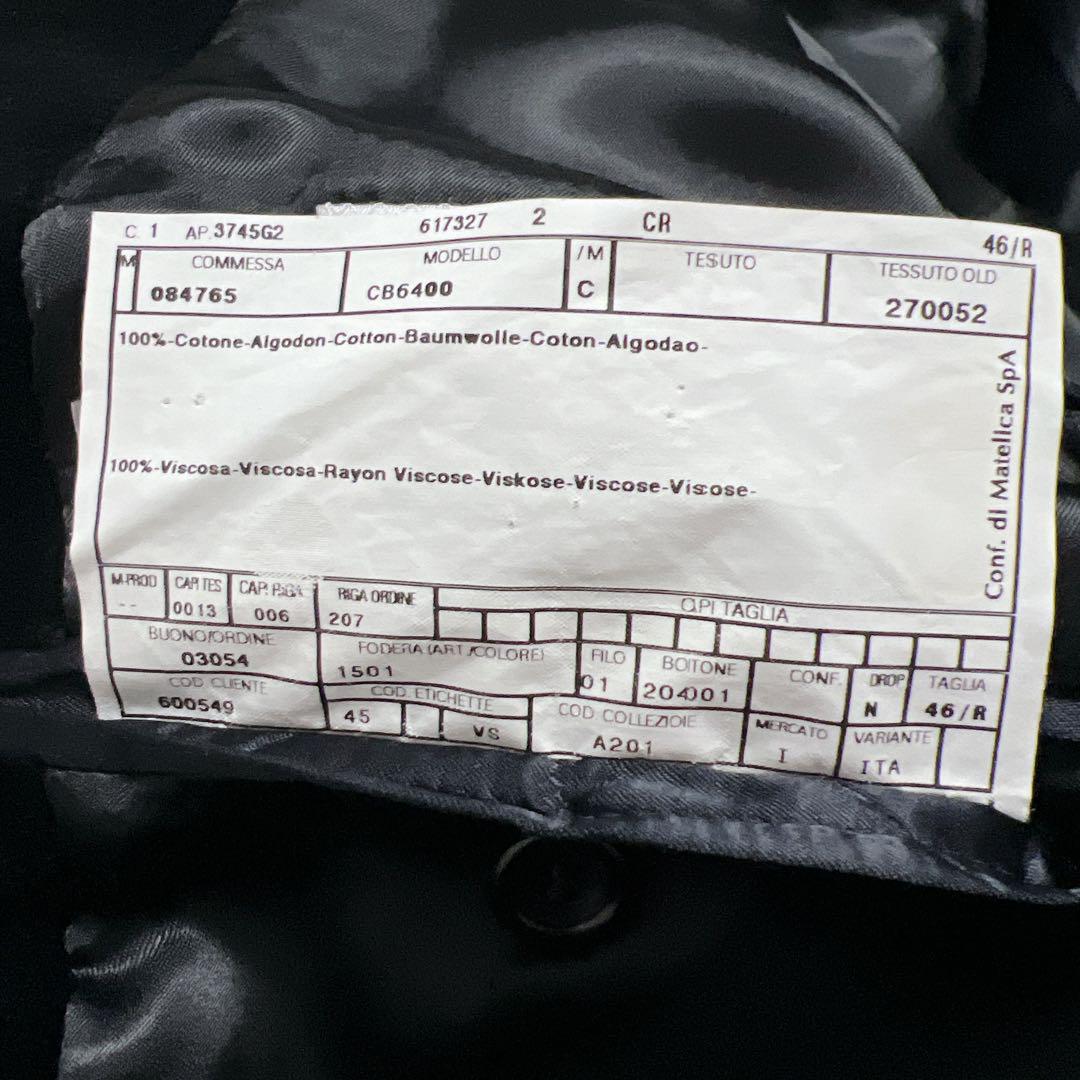 C. 1 AP.3745G2 617327 2 CR 46/R
M COMMESSA MODELLO /M TESUTO TESSUTO OLD
084765 CB6400 C 270052
100%-Cotone-Algodon-Cotton-Baumwolle-Coton-Algodao-
100%-Viscosa-Viscosa-Rayon Viscose-Viskose-Viscose-Viscose-
Conf. di Matelica SpA
M-PROD CAPI TES CAPI RIGA RIGA ORDINE CAPI TAGLIA
-- 0013 006 207
BUONO/ORDINE FODERA (ART./COLORE) FILO BOITONE CONF. DROP TAGLIA
03054 1501 01 204001 N 46/R
COD CLIENTE COD. ETICHETTE COD COLLEZIOIE MERCATO VARIANTE
600549 45 VS A201 I ITA